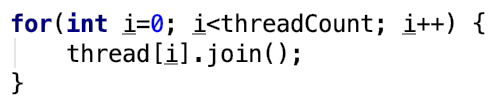 for(int i=0; i<threadCount; i++) {
    thread[i].join();
}